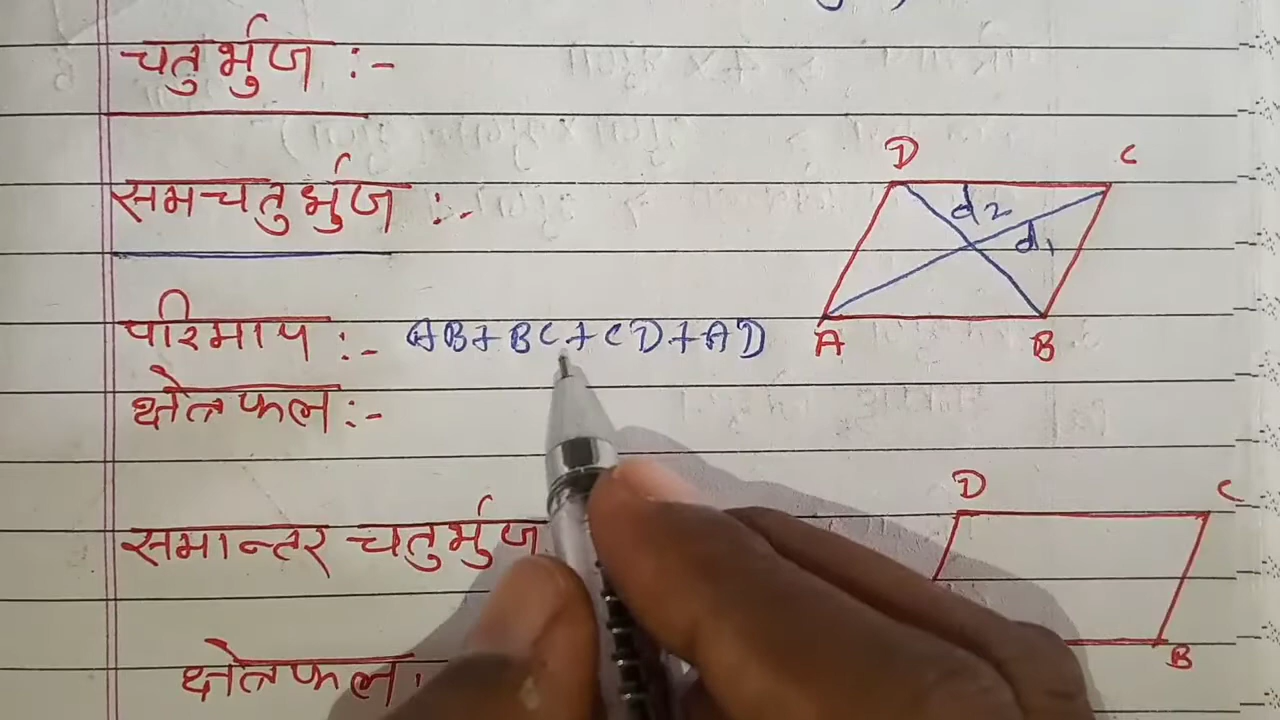 चतुर्भुज :-
समचतुर्भुज :-
D C
d2
d1
परिमाप :- AB+BC+CD+AD
A B
क्षेत्रफल :-
D C
समान्तर चतुर्भुज
B
क्षेत्रफल :